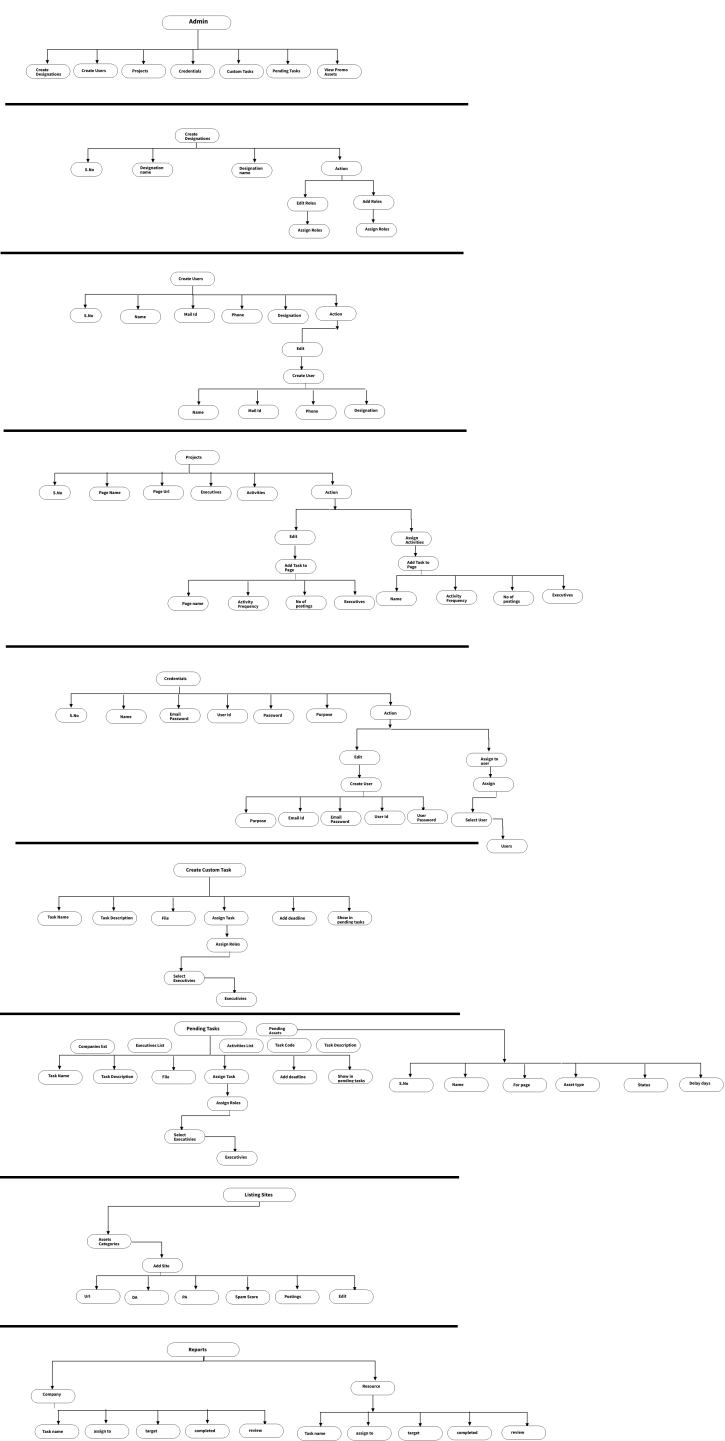 Admin
Create
Designations
Create Users
Projects
Credentials
Custom Tasks
Pending Tasks
View Promo
Assets
Create
Designations
S.No
Designation
name
Designation
name
Action
Edit Roles
Add Roles
Assign Roles
Assign Roles
Create Users
S.No
Name
Mail Id
Phone
Designation
Action
Edit
Create User
Name
Mail Id
Phone
Designation
Projects
S.No
Page Name
Page Url
Executives
Activities
Action
Edit
Assign
Activities
Add Task to
Page
Add Task to
Page
Page name
Activity
Frequency
No of
postings
Executives
Name
Activity
Frequency
No of
postings
Executives
Credentials
S.No
Name
Email
Password
User Id
Password
Purpose
Action
Edit
Assign to
user
Create User
Assign
Purpose
Email Id
Email
Password
User Id
User
Password
Select User
Users
Create Custom Task
Task Name
Task Description
File
Assign Task
Add deadline
Show in
pending tasks
Assign Roles
Select
Executivies
Executivies
Pending Tasks
Pending
Assets
Companies list
Executives List
Activities List
Task Code
Task Description
Task Name
Task Description
File
Assign Task
Add deadline
Show in
pending tasks
S.No
Name
For page
Asset type
Status
Delay days
Assign Roles
Select
Executivies
Executivies
Listing Sites
Assets
Categories
Add Site
Url
DA
PA
Spam Score
Postings
Edit
Reports
Company
Resource
Task name
assign to
target
completed
review
Task name
assign to
target
completed
review